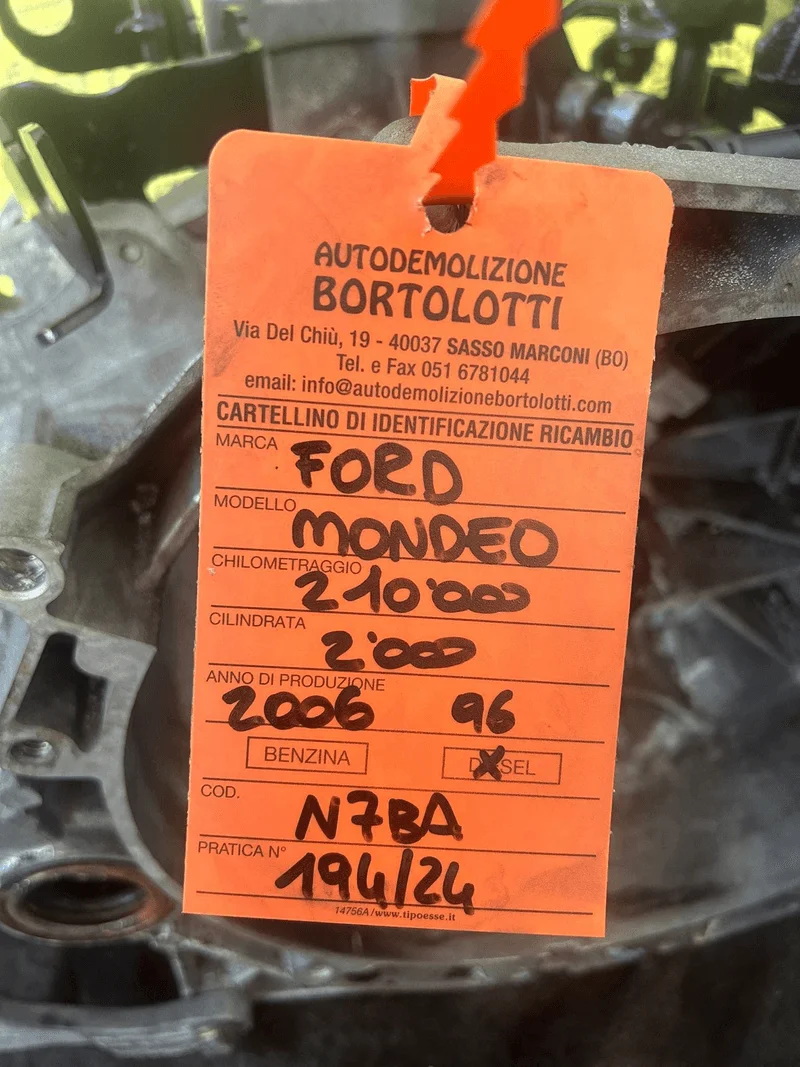 AUTODEMOLIZIONE
BORTOLOTTI
Via Del Chiù, 19 - 40037 SASSO MARCONI (BO)
Tel. e Fax 051 6781044
email: info@autodemolizionebortolotti.com
CARTELLINO DI IDENTIFICAZIONE RICAMBIO
MARCA FORD
MODELLO MONDEO
CHILOMETRAGGIO 210'000
CILINDRATA 2'000
ANNO DI PRODUZIONE
2006 96
BENZINA DIESEL
COD. N7BA
PRATICA N° 194/24
14756A/www.tipoesse.it